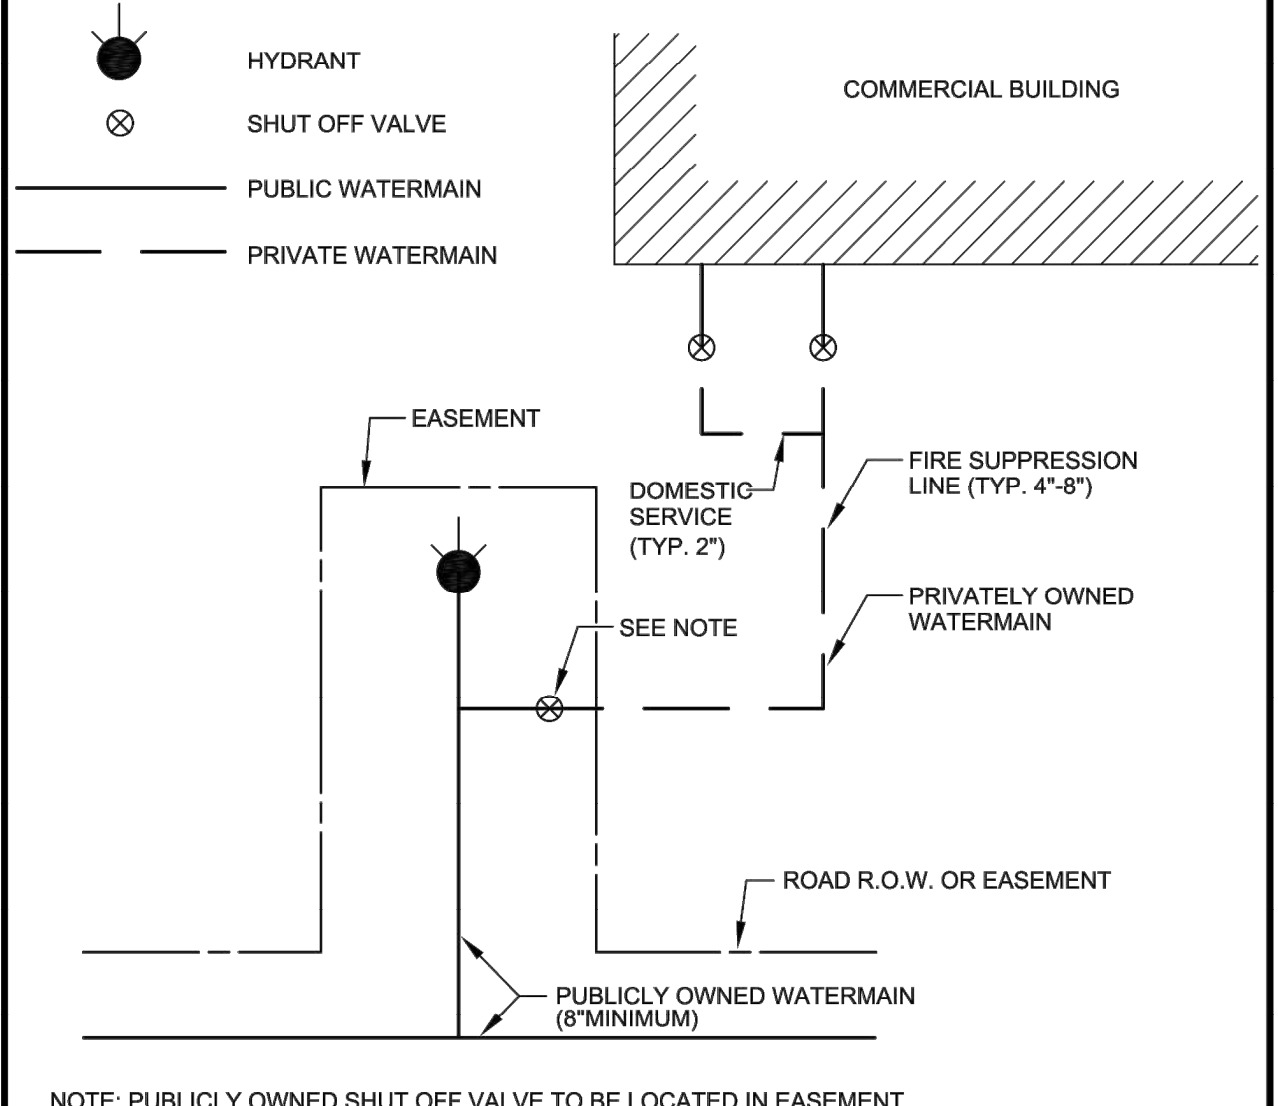 HYDRANT
SHUT OFF VALVE
PUBLIC WATERMAIN
PRIVATE WATERMAIN
COMMERCIAL BUILDING
EASEMENT
DOMESTIC
SERVICE
(TYP. 2")
FIRE SUPPRESSION
LINE (TYP. 4"-8")
PRIVATELY OWNED
WATERMAIN
SEE NOTE
ROAD R.O.W. OR EASEMENT
PUBLICLY OWNED WATERMAIN
(8"MINIMUM)
NOTE: PUBLICLY OWNED SHUT OFF VALVE TO BE LOCATED IN EASEMENT